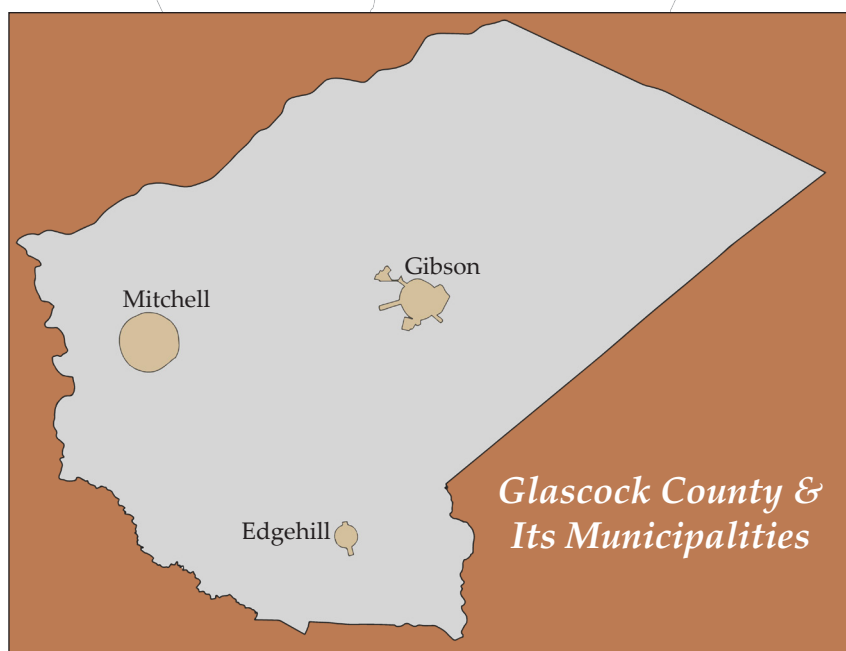 Gibson
Mitchell
Edgehill
Glascock County &
Its Municipalities